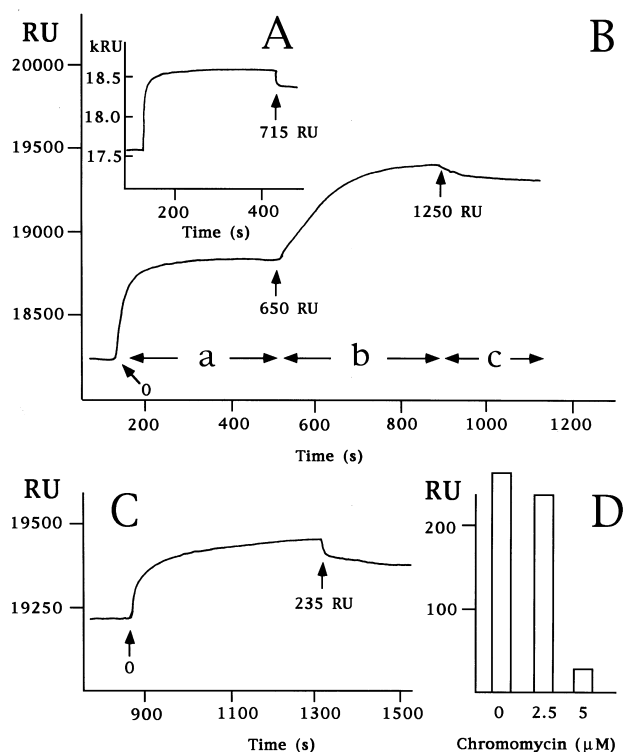 RU
A
B
20000
19500
19000
18500
kRU
18.5
18.0
17.5
715 RU
200
400
Time (s)
1250 RU
650 RU
a
b
c
0
200
400
600
800
1000
1200
Time (s)
RU
C
19500
19250
235 RU
0
900
1100
1300
1500
Time (s)
RU
D
200
100
0
2.5
5
Chromomycin (μM)